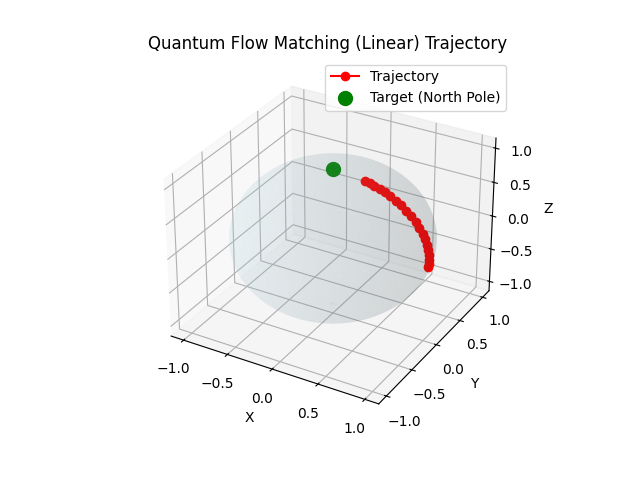 Quantum Flow Matching (Linear) Trajectory
Trajectory
Target (North Pole)
1.0
0.5
0.0
−0.5
−1.0
Z
−1.0
−0.5
0.0
0.5
1.0
X
−1.0
−0.5
0.0
0.5
1.0
Y